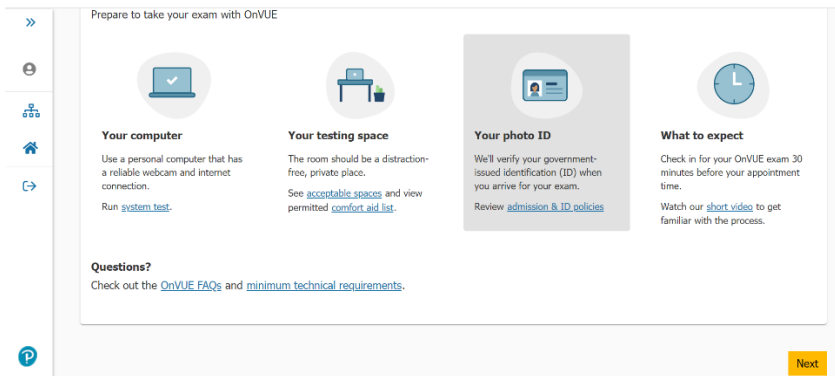 Prepare to take your exam with OnVUE
Your computer
Use a personal computer that has
a reliable webcam and internet
connection.
Run system test.
Your testing space
The room should be a distraction-
free, private place.
See acceptable spaces and view
permitted comfort aid list.
Your photo ID
We'll verify your government-
issued identification (ID) when
you arrive for your exam.
Review admission & ID policies
What to expect
Check in for your OnVUE exam 30
minutes before your appointment
time.
Watch our short video to get
familiar with the process.
Questions?
Check out the OnVUE FAQs and minimum technical requirements.
Next